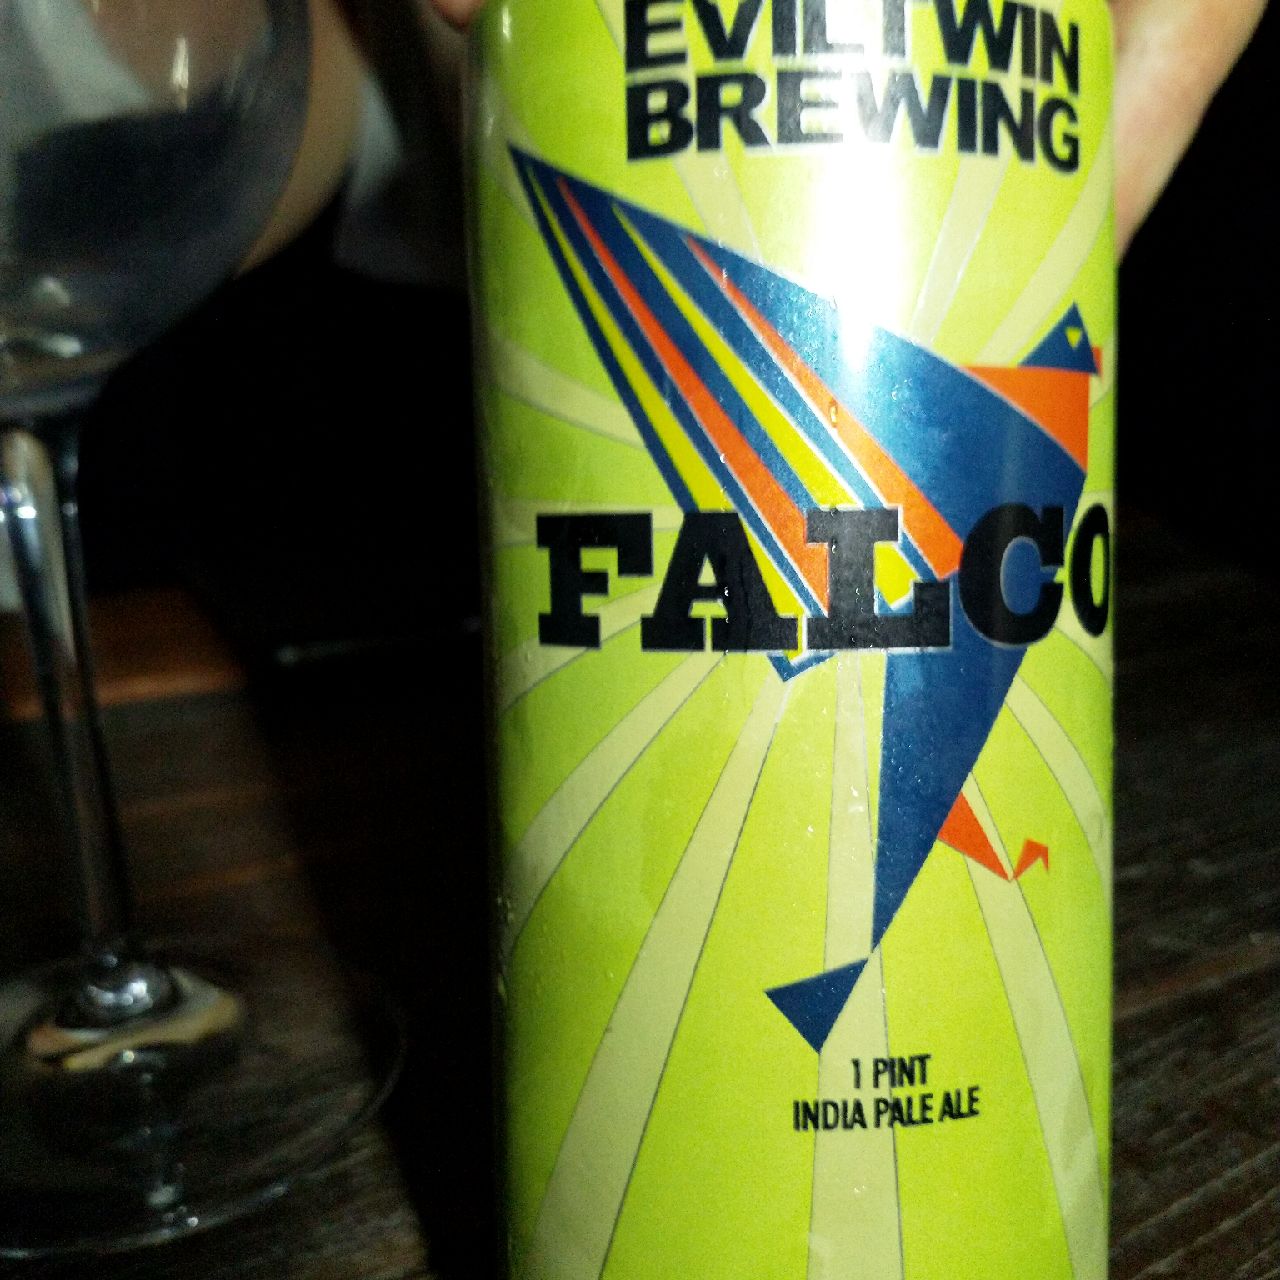 EVIL TWIN
BREWING
FALCO
1 PINT
INDIA PALE ALE